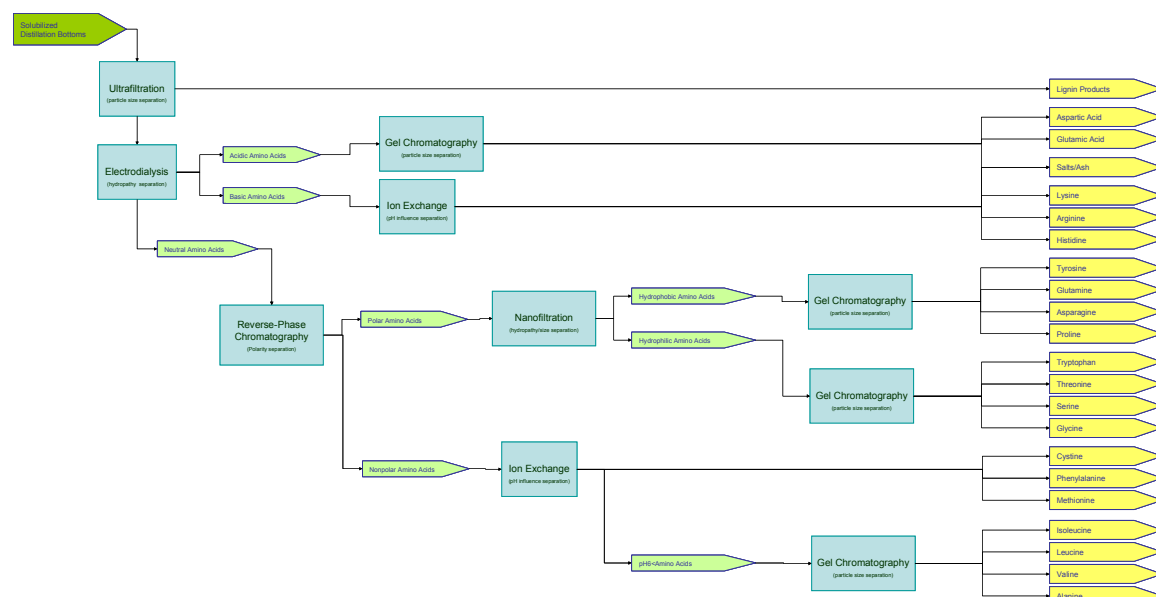 Solubilized
Distillation Bottoms
Ultrafiltration
(particle size separation)
Lignin Products
Aspartic Acid
Gel Chromatography
(particle size separation)
Glutamic Acid
Acidic Amino Acids
Electrodialysis
(hydropathy separation)
Salts/Ash
Basic Amino Acids
Ion Exchange
(pH influence separation)
Lysine
Arginine
Histidine
Neutral Amino Acids
Tyrosine
Hydrophobic Amino Acids
Gel Chromatography
(particle size separation)
Glutamine
Asparagine
Proline
Reverse-Phase
Chromatography
(Polarity separation)
Polar Amino Acids
Nanofiltration
(hydropathy/size separation)
Hydrophilic Amino Acids
Tryptophan
Threonine
Gel Chromatography
(particle size separation)
Serine
Glycine
Cystine
Nonpolar Amino Acids
Ion Exchange
(pH influence separation)
Phenylalanine
Methionine
Isoleucine
Leucine
pH6<Amino Acids
Gel Chromatography
(particle size separation)
Valine
Alanine